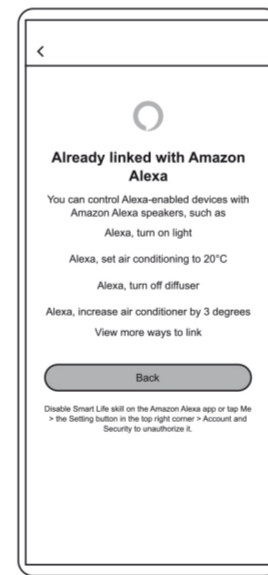 Already linked with Amazon
Alexa
You can control Alexa-enabled devices with
Amazon Alexa speakers, such as
Alexa, turn on light
Alexa, set air conditioning to 20°C
Alexa, turn off diffuser
Alexa, increase air conditioner by 3 degrees
View more ways to link
Back
Disable Smart Life skill on the Amazon Alexa app or tap Me
> the Setting button in the top right corner > Account and
Security to unauthorize it.